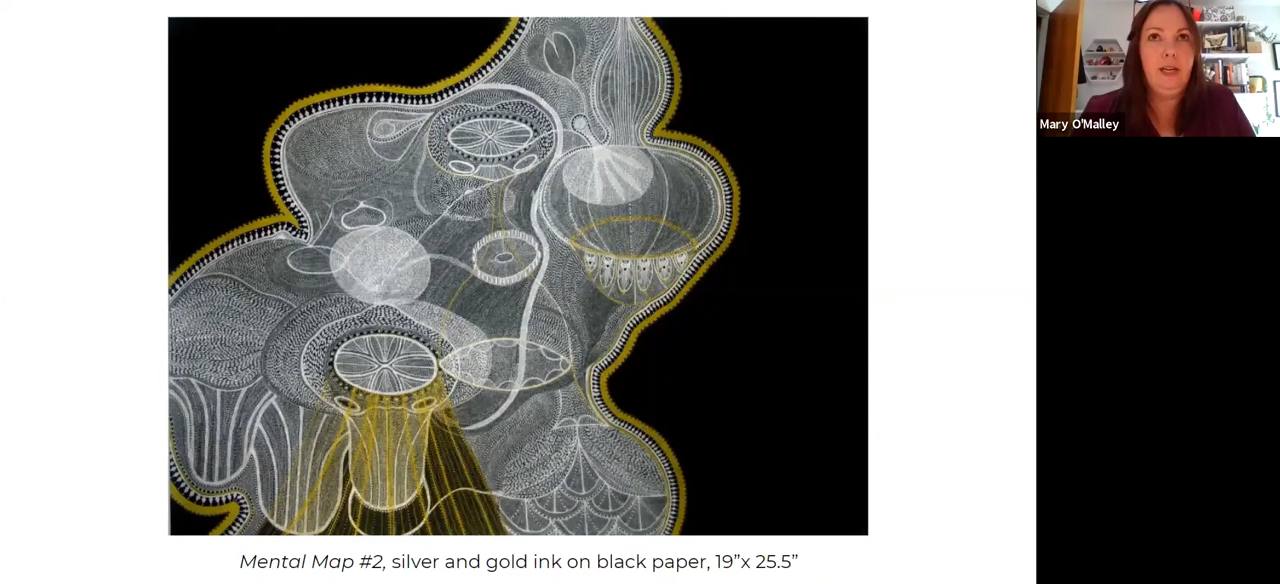 Mary O'Malley
Mental Map #2, silver and gold ink on black paper, 19”x 25.5”